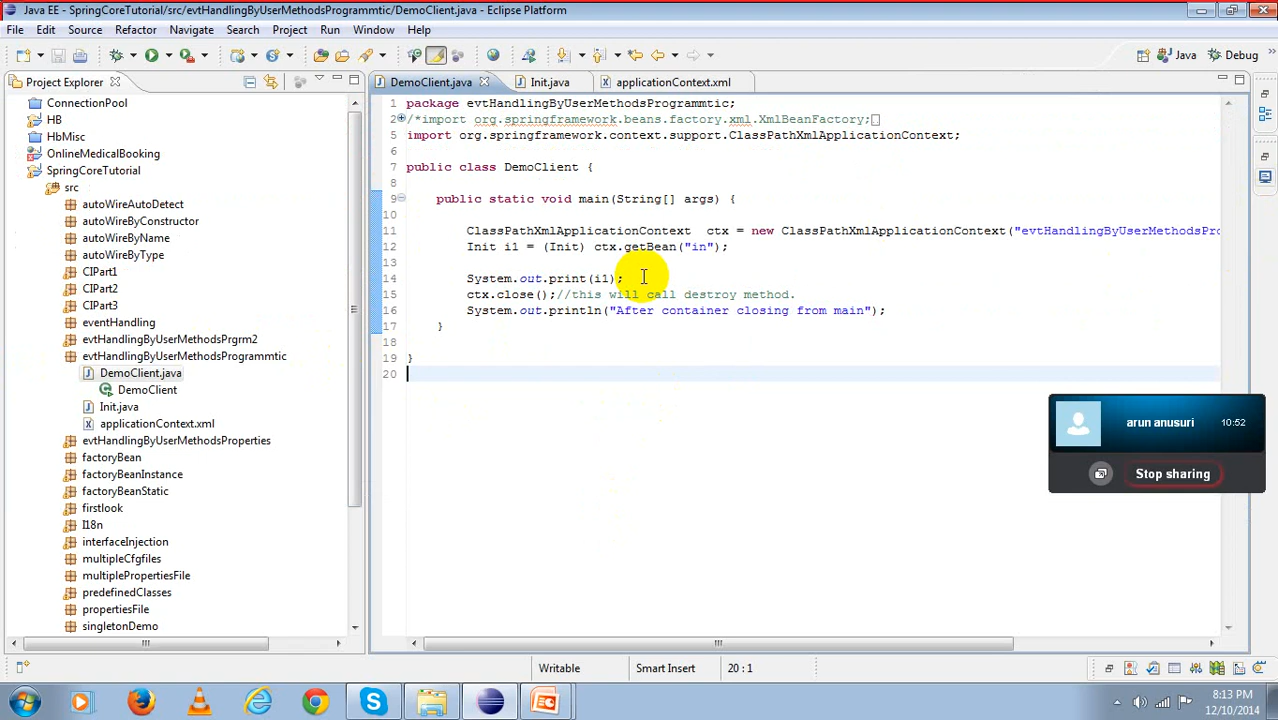 Java EE - SpringCoreTutorial/src/evtHandlingByUserMethodsProgrammtic/DemoClient.java - Eclipse Platform
File Edit Source Refactor Navigate Search Project Run Window Help
Java Debug
Project Explorer
DemoClient.java
Init.java
applicationContext.xml
ConnectionPool
HB
HbMisc
OnlineMedicalBooking
SpringCoreTutorial
src
autoWireAutoDetect
autoWireByConstructor
autoWireByName
autoWireByType
CIPart1
CIPart2
CIPart3
eventHandling
evtHandlingByUserMethodsPrgrm2
evtHandlingByUserMethodsProgrammtic
DemoClient.java
DemoClient
Init.java
applicationContext.xml
evtHandlingByUserMethodsProperties
factoryBean
factoryBeanInstance
factoryBeanStatic
firstlook
I18n
interfaceInjection
multipleCfgfiles
multiplePropertiesFile
predefinedClasses
propertiesFile
singletonDemo
1 package evtHandlingByUserMethodsProgrammtic;
2 /*import org.springframework.beans.factory.xml.XmlBeanFactory;
5 import org.springframework.context.support.ClassPathXmlApplicationContext;
6
7 public class DemoClient {
8
9 public static void main(String[] args) {
10
11 ClassPathXmlApplicationContext ctx = new ClassPathXmlApplicationContext("evtHandlingByUserMethodsPro
12 Init i1 = (Init) ctx.getBean("in");
13
14 System.out.print(i1);
15 ctx.close();//this will call destroy method.
16 System.out.println("After container closing from main");
17 }
18
19 }
20
arun anusuri 10:52
Stop sharing
Writable Smart Insert 20 : 1
8:13 PM
12/10/2014